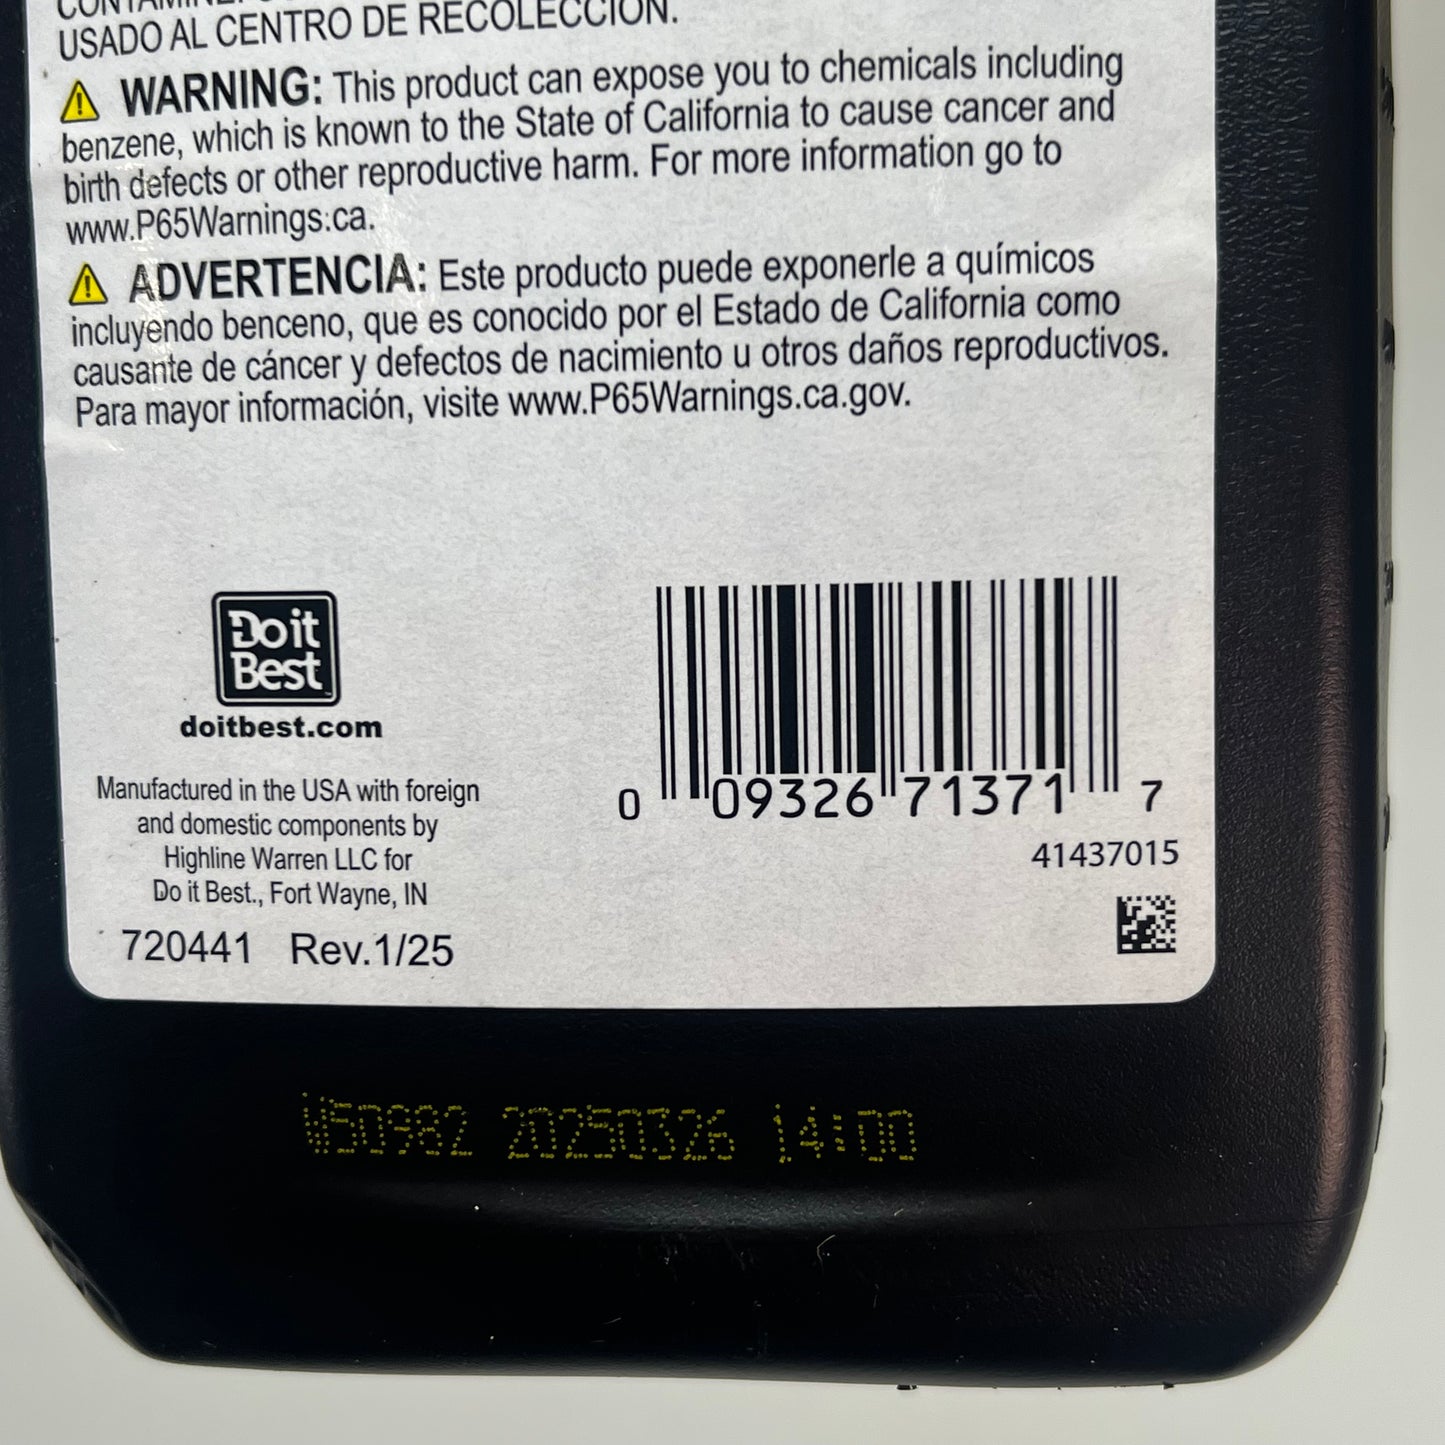 USADO AL CENTRO DE RECOLECCIÓN.
WARNING: This product can expose you to chemicals including
benzene, which is known to the State of California to cause cancer and
birth defects or other reproductive harm. For more information go to
www.P65Warnings.ca.
ADVERTENCIA: Este producto puede exponerle a químicos
incluyendo benceno, que es conocido por el Estado de California como
causante de cáncer y defectos de nacimiento u otros daños reproductivos.
Para mayor información, visite www.P65Warnings.ca.gov.
Do it
Best
doitbest.com
Manufactured in the USA with foreign
and domestic components by
Highline Warren LLC for
Do it Best., Fort Wayne, IN
720441 Rev.1/25
0 09326 71371 7
41437015
W50982 20250326 14:00